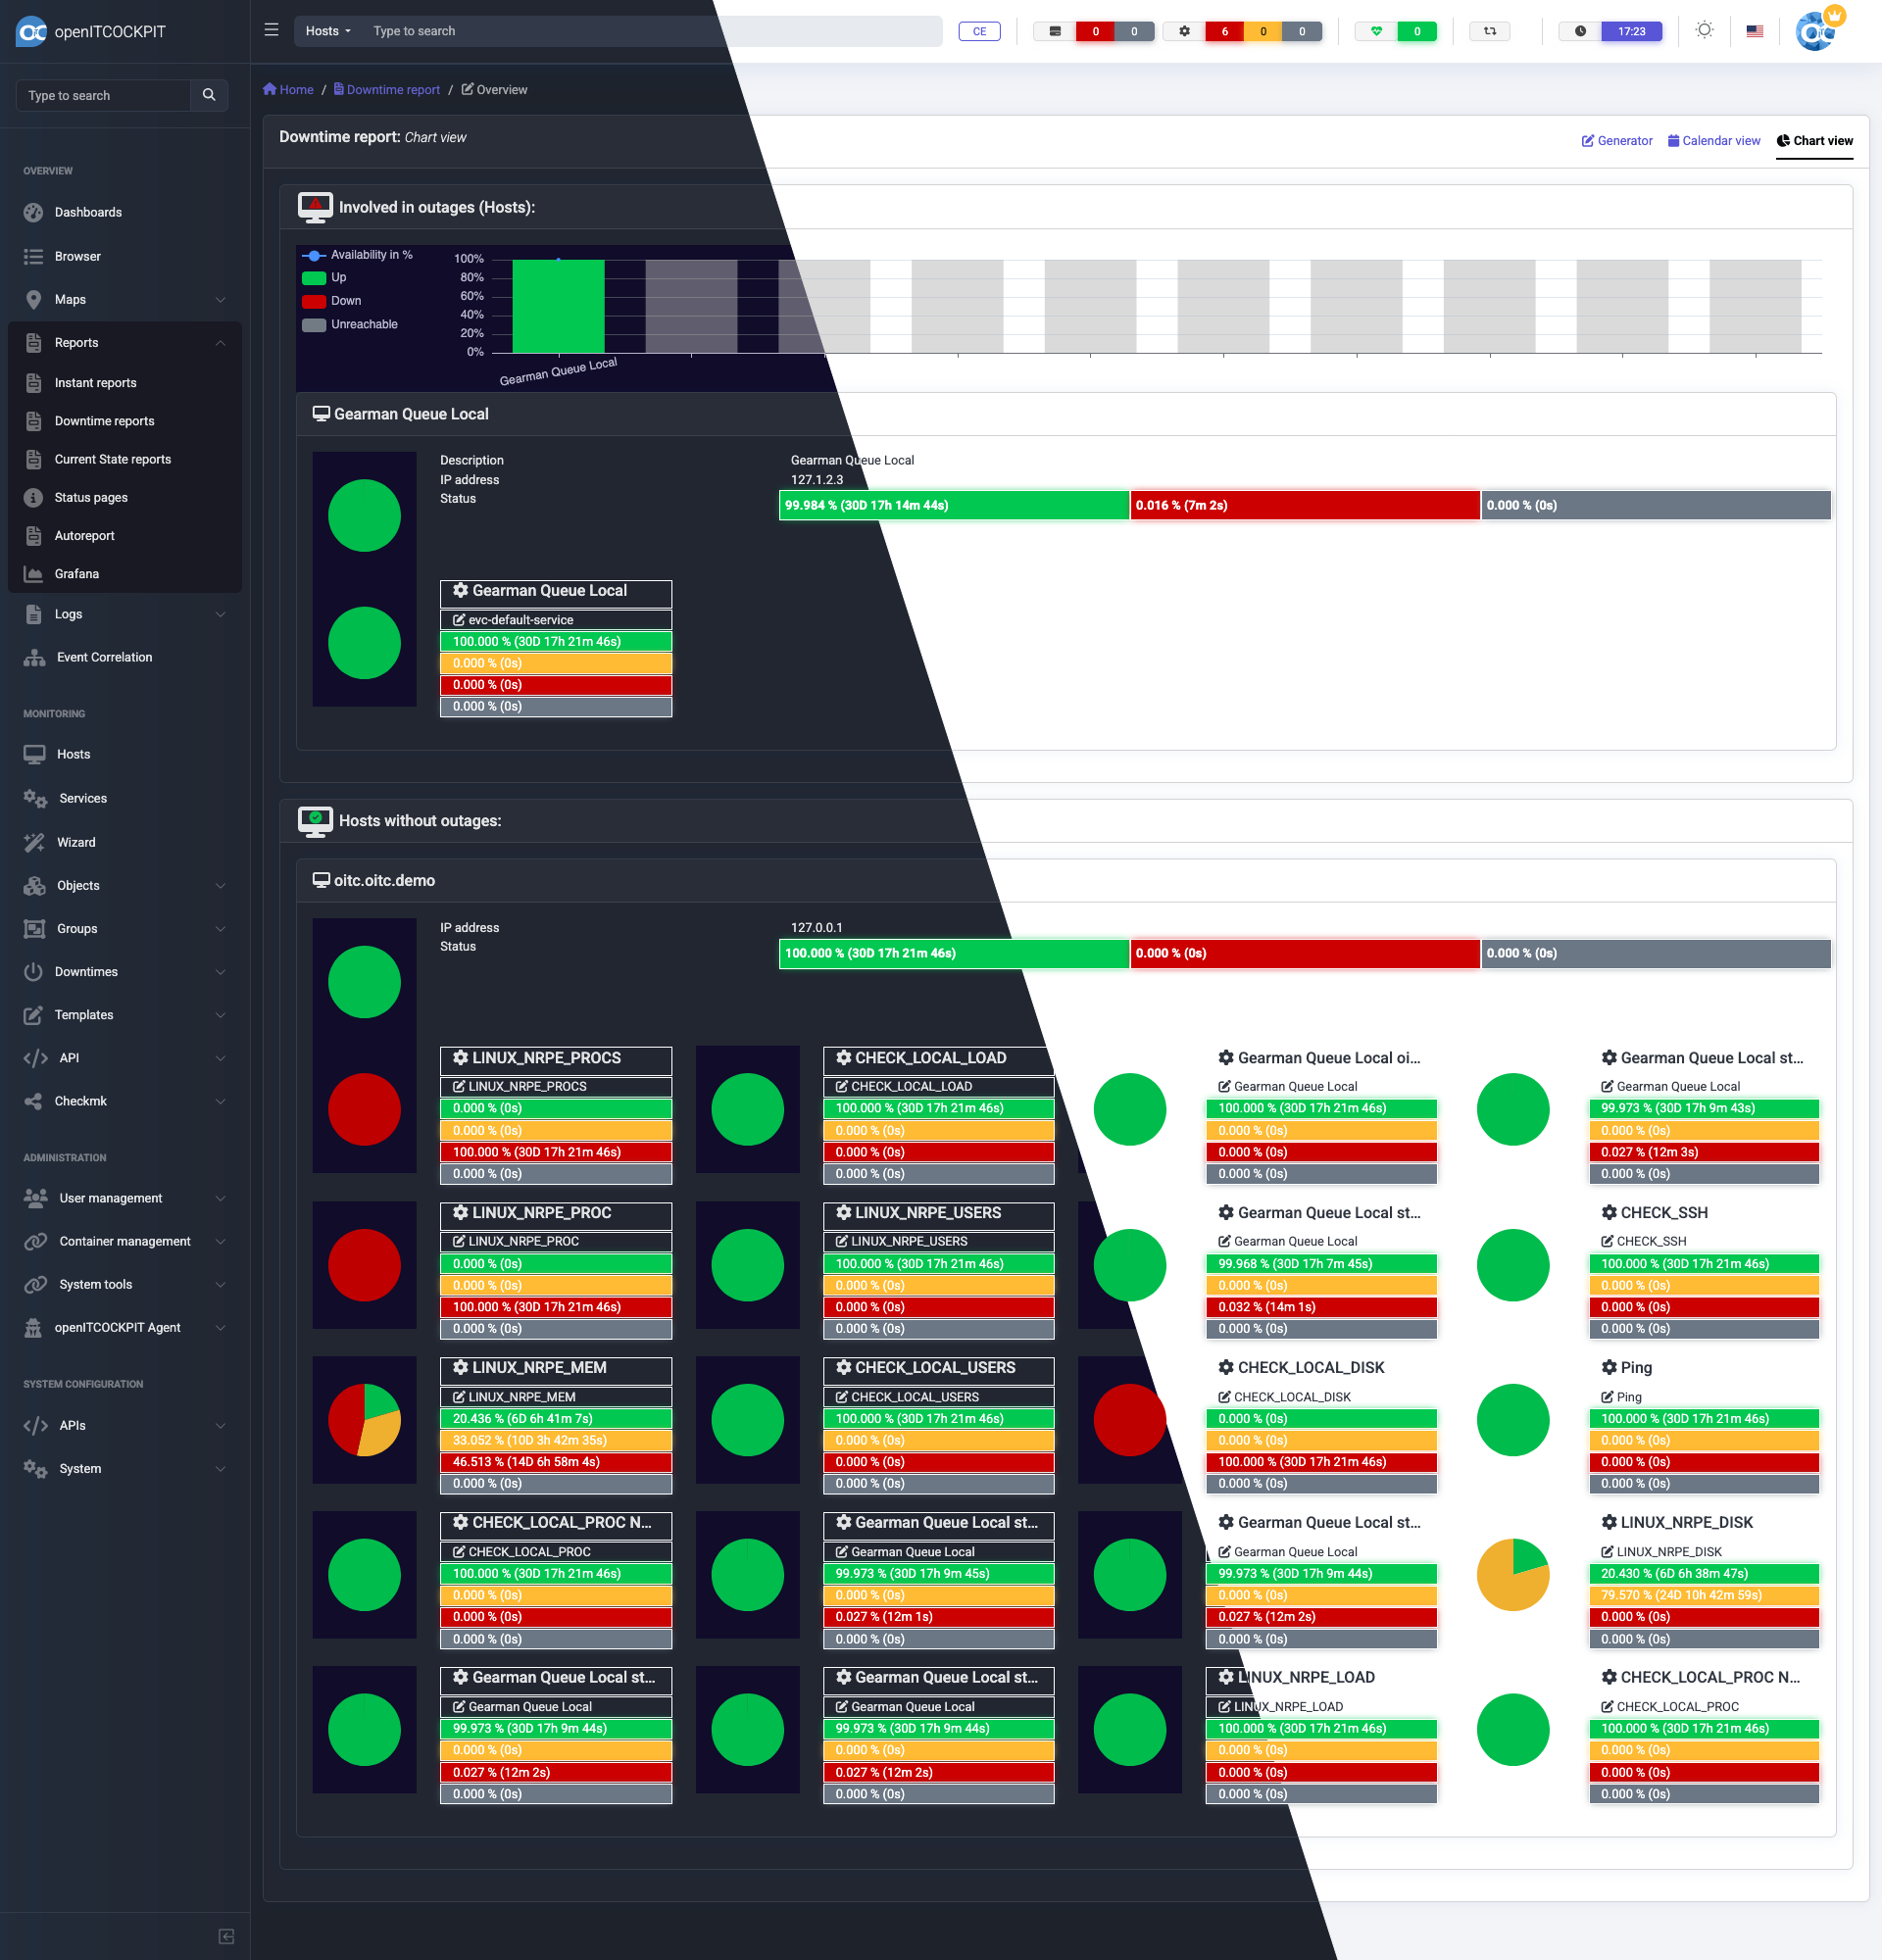 openITCOCKPIT
Hosts
Type to search
CE
0
0
6
0
0
0
17:23
Type to search
Home / Downtime report / Overview
Downtime report: Chart view
Generator
Calendar view
Chart view
OVERVIEW
Dashboards
Browser
Maps
Reports
Instant reports
Downtime reports
Current State reports
Status pages
Autoreport
Grafana
Logs
Event Correlation
MONITORING
Hosts
Services
Wizard
Objects
Groups
Downtimes
Templates
API
Checkmk
ADMINISTRATION
User management
Container management
System tools
openITCOCKPIT Agent
SYSTEM CONFIGURATION
APIs
System
Involved in outages (Hosts):
Availability in %
Up
Down
Unreachable
100%
80%
60%
40%
20%
0%
Gearman Queue Local
Gearman Queue Local
Description
Gearman Queue Local
IP address
127.1.2.3
Status
99.984 % (30D 17h 14m 44s)
0.016 % (7m 2s)
0.000 % (0s)
Gearman Queue Local
evc-default-service
100.000 % (30D 17h 21m 46s)
0.000 % (0s)
0.000 % (0s)
0.000 % (0s)
Hosts without outages:
oitc.oitc.demo
IP address
127.0.0.1
Status
100.000 % (30D 17h 21m 46s)
0.000 % (0s)
0.000 % (0s)
LINUX_NRPE_PROCS
LINUX_NRPE_PROCS
0.000 % (0s)
0.000 % (0s)
100.000 % (30D 17h 21m 46s)
0.000 % (0s)
CHECK_LOCAL_LOAD
CHECK_LOCAL_LOAD
100.000 % (30D 17h 21m 46s)
0.000 % (0s)
0.000 % (0s)
0.000 % (0s)
Gearman Queue Local oi...
Gearman Queue Local
100.000 % (30D 17h 21m 46s)
0.000 % (0s)
0.000 % (0s)
0.000 % (0s)
Gearman Queue Local st...
Gearman Queue Local
99.973 % (30D 17h 9m 43s)
0.000 % (0s)
0.027 % (12m 3s)
0.000 % (0s)
LINUX_NRPE_PROC
LINUX_NRPE_PROC
0.000 % (0s)
0.000 % (0s)
100.000 % (30D 17h 21m 46s)
0.000 % (0s)
LINUX_NRPE_USERS
LINUX_NRPE_USERS
100.000 % (30D 17h 21m 46s)
0.000 % (0s)
0.000 % (0s)
0.000 % (0s)
Gearman Queue Local st...
Gearman Queue Local
99.968 % (30D 17h 7m 45s)
0.000 % (0s)
0.032 % (14m 1s)
0.000 % (0s)
CHECK_SSH
CHECK_SSH
100.000 % (30D 17h 21m 46s)
0.000 % (0s)
0.000 % (0s)
0.000 % (0s)
LINUX_NRPE_MEM
LINUX_NRPE_MEM
20.436 % (6D 6h 41m 7s)
33.052 % (10D 3h 42m 35s)
46.513 % (14D 6h 58m 4s)
0.000 % (0s)
CHECK_LOCAL_USERS
CHECK_LOCAL_USERS
100.000 % (30D 17h 21m 46s)
0.000 % (0s)
0.000 % (0s)
0.000 % (0s)
CHECK_LOCAL_DISK
CHECK_LOCAL_DISK
0.000 % (0s)
0.000 % (0s)
100.000 % (30D 17h 21m 46s)
0.000 % (0s)
Ping
Ping
100.000 % (30D 17h 21m 46s)
0.000 % (0s)
0.000 % (0s)
0.000 % (0s)
CHECK_LOCAL_PROC N...
CHECK_LOCAL_PROC
100.000 % (30D 17h 21m 46s)
0.000 % (0s)
0.000 % (0s)
0.000 % (0s)
Gearman Queue Local st...
Gearman Queue Local
99.973 % (30D 17h 9m 45s)
0.000 % (0s)
0.027 % (12m 1s)
0.000 % (0s)
Gearman Queue Local st...
Gearman Queue Local
99.973 % (30D 17h 9m 44s)
0.000 % (0s)
0.027 % (12m 2s)
0.000 % (0s)
LINUX_NRPE_DISK
LINUX_NRPE_DISK
20.430 % (6D 6h 38m 47s)
79.570 % (24D 10h 42m 59s)
0.000 % (0s)
0.000 % (0s)
Gearman Queue Local st...
Gearman Queue Local
99.973 % (30D 17h 9m 44s)
0.000 % (0s)
0.027 % (12m 2s)
0.000 % (0s)
Gearman Queue Local st...
Gearman Queue Local
99.973 % (30D 17h 9m 44s)
0.000 % (0s)
0.027 % (12m 2s)
0.000 % (0s)
LINUX_NRPE_LOAD
LINUX_NRPE_LOAD
100.000 % (30D 17h 21m 46s)
0.000 % (0s)
0.000 % (0s)
0.000 % (0s)
CHECK_LOCAL_PROC N...
CHECK_LOCAL_PROC
100.000 % (30D 17h 21m 46s)
0.000 % (0s)
0.000 % (0s)
0.000 % (0s)